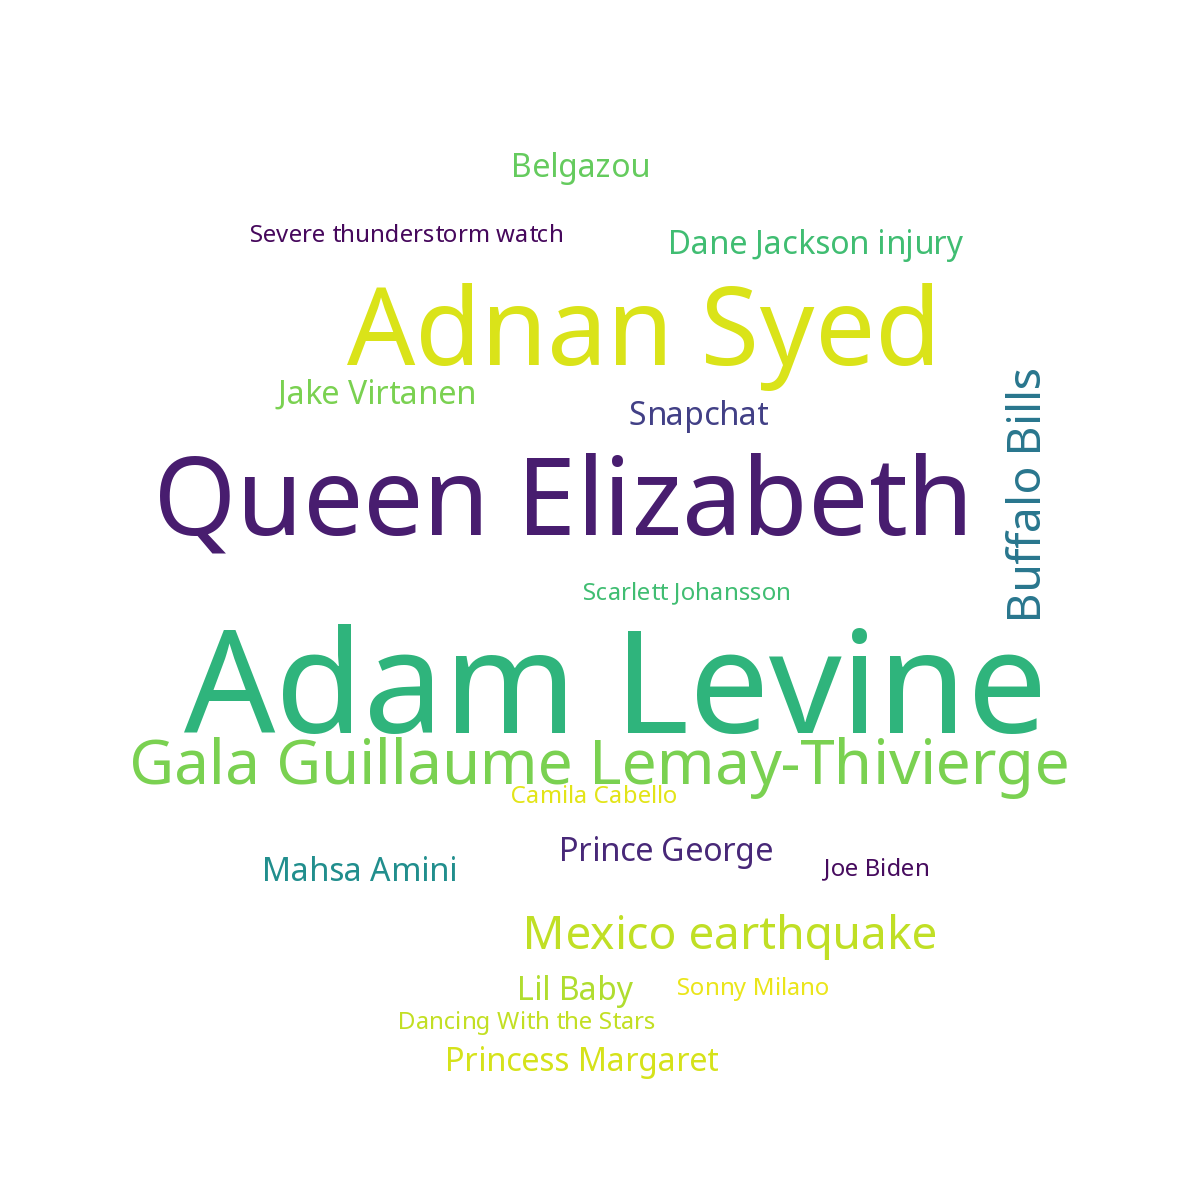 Belgazou
Severe thunderstorm watch
Dane Jackson injury
Adnan Syed
Jake Virtanen
Snapchat
Buffalo Bills
Queen Elizabeth
Scarlett Johansson
Adam Levine
Gala Guillaume Lemay-Thivierge
Camila Cabello
Prince George
Mahsa Amini
Joe Biden
Mexico earthquake
Lil Baby
Sonny Milano
Dancing With the Stars
Princess Margaret